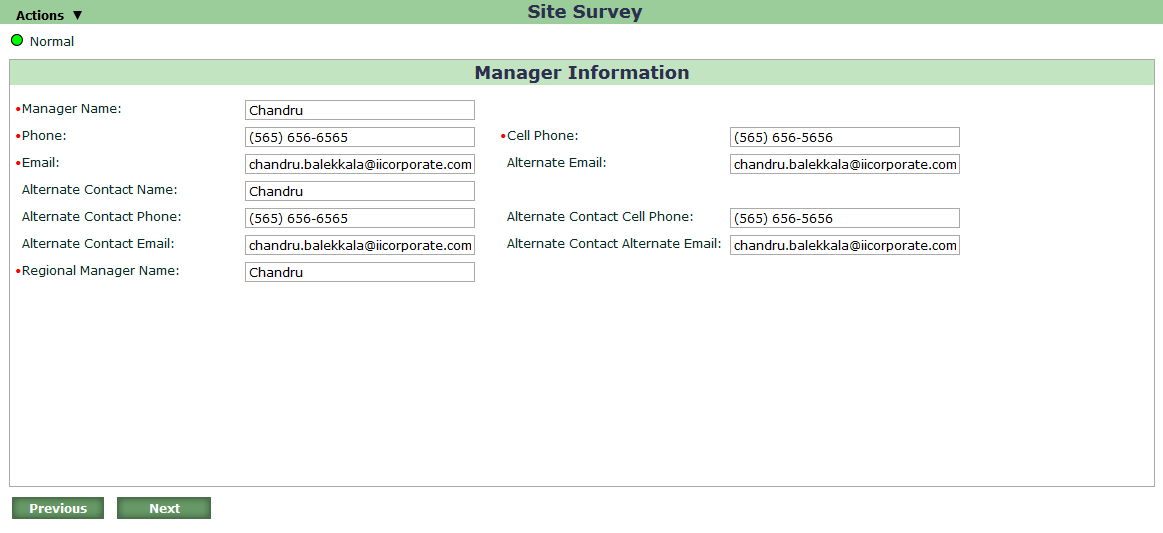 Actions ▼ Site Survey
Normal
Manager Information
•Manager Name: Chandru
•Phone: (565) 656-6565 •Cell Phone: (565) 656-5656
•Email: chandru.balekkala@iicorporate.com Alternate Email: chandru.balekkala@iicorporate.com
Alternate Contact Name: Chandru
Alternate Contact Phone: (565) 656-6565 Alternate Contact Cell Phone: (565) 656-5656
Alternate Contact Email: chandru.balekkala@iicorporate.com Alternate Contact Alternate Email: chandru.balekkala@iicorporate.com
•Regional Manager Name: Chandru
Previous Next